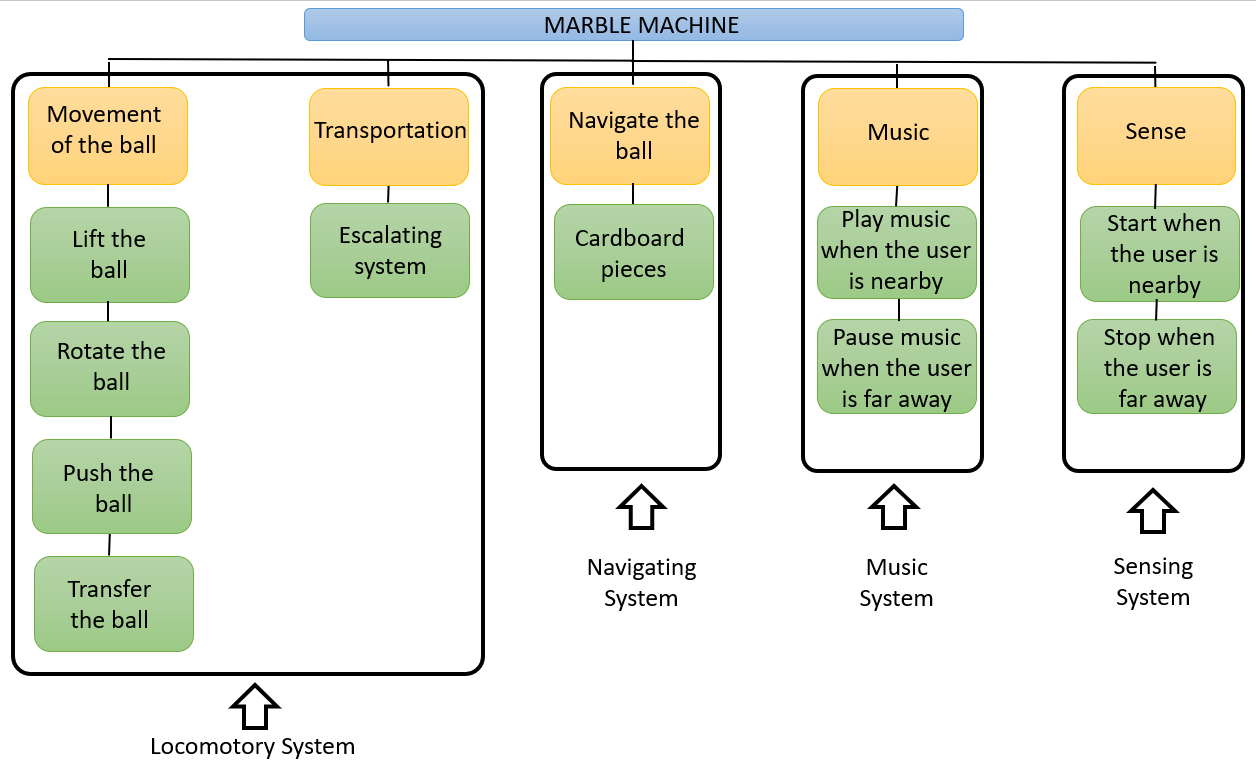 MARBLE MACHINE
Movement
of the ball
Lift the
ball
Rotate the
ball
Push the
ball
Transfer
the ball
Transportation
Escalating
system
Locomotory System
Navigate the
ball
Cardboard
pieces
Navigating
System
Music
Play music
when the user
is nearby
Pause music
when the user
is far away
Music
System
Sense
Start when
the user is
nearby
Stop when
the user is
far away
Sensing
System